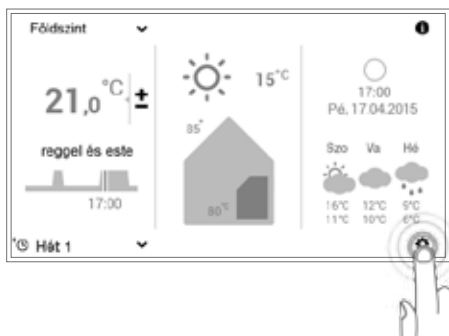 Földszint
21,0 °C ±
reggel és este
17:00
Hét 1
15°C
85°
80°C
17:00
Pé, 17.04.2015
Szo Va Hé
16°C 12°C 9°C
11°C 10°C 6°C